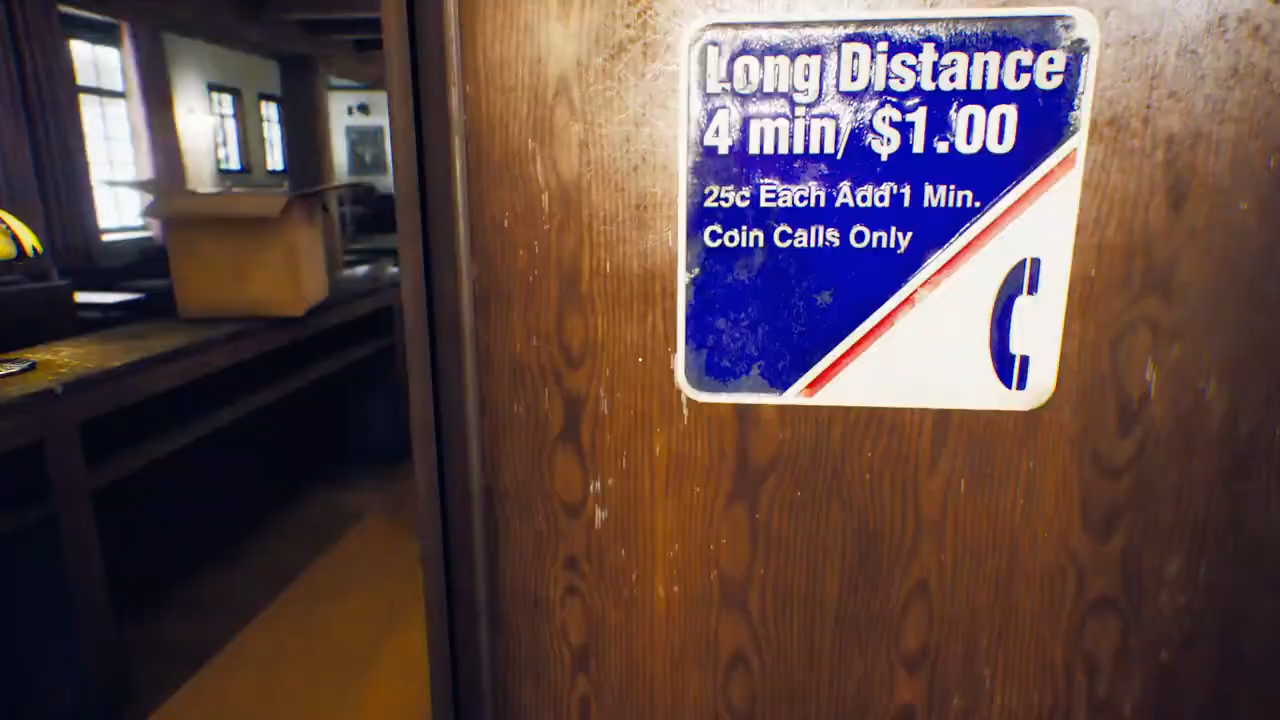 Long Distance
4 min/ $1.00
25c Each Add'1 Min.
Coin Calls Only